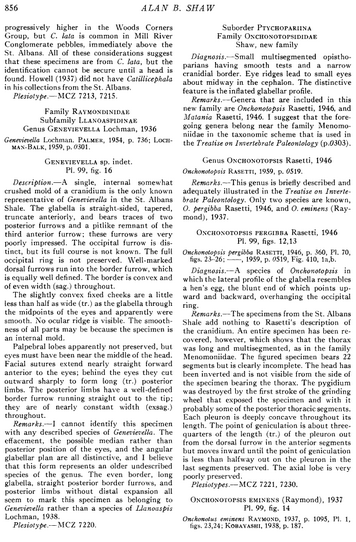 856
ALAN B. SHAW
progressively higher in the Woods Corners
Group, but C. lata is common in Mill River
Conglomerate pebbles, immediately above the
St. Albans. All of these considerations suggest
that these specimens are from C. lata, but the
identification cannot be secure until a head is
found. Howell (1937) did not have Calliicephala
in his collections from the St. Albans.
Plesiotype.—MCZ 7213, 7215.
Family RAYMONDINIDAE
Subfamily LLANOASPIDINAE
Genus GENEVIEVELLA Lochman, 1936
Genevievella LOCHMAN. PALMER, 1954, p. 736; LOCH-
MAN-BALK, 1959, p. 0301.
GENEVIEVELLA sp. indet.
Pl. 99, fig. 16
Description.—A single, internal somewhat
crushed mold of a cranidium is the only known
representative of Genevievella in the St. Albans
Shale. The glabella is straight-sided, tapered,
truncate anteriorly, and bears traces of two
posterior furrows and a pitlike remnant of the
third anterior furrow; these furrows are very
poorly impressed. The occipital furrow is dis-
tinct, but its full course is not known. The full
occipital ring is not preserved. Well-marked
dorsal furrows run into the border furrow, which
is equally well defined. The border is convex and
of even width (sag.) throughout.
The slightly convex fixed cheeks are a little
less than half as wide (tr.) as the glabella through
the midpoints of the eyes and apparently were
smooth. No ocular ridge is visible. The smooth-
ness of all parts may be because the specimen is
an internal mold.
Palpebral lobes apparently not preserved, but
eyes must have been near the middle of the head.
Facial sutures extend nearly straight forward
anterior to the eyes; behind the eyes they cut
outward sharply to form long (tr.) posterior
limbs. The posterior limbs have a well-defined
border furrow running straight out to the tip;
they are of nearly constant width (exsag.)
throughout.
Remarks.—I cannot identify this specimen
with any described species of Genevievella. The
effacement, the possible median rather than
posterior position of the eyes, and the angular
glabellar plan are all distinctive, and I believe
that this form represents an older undescribed
species of the genus. The even border, long
glabella, straight posterior border furrows, and
posterior limbs without distal expansion all
seem to mark this specimen as belonging to
Genevievella rather than a species of Llanoaspis
Lochman, 1938.
Plesiotype.—MCZ 7220.
Suborder PTYCHOPARIINA
Family ONCHONOTOPSIDIDAE
Shaw, new family
Diagnosis.—Small multisegmented opistho-
parians having smooth tests and a narrow
cranidial border. Eye ridges lead to small eyes
about midway in the cephalon. The distinctive
feature is the inflated glabellar profile.
Remarks.—Genera that are included in this
new family are Onchonotopsis Rasetti, 1946, and
Matania Rasetti, 1946. I suggest that the fore-
going genera belong near the family Menomo-
niidae in the taxonomic scheme that is used in
the Treatise on Invertebrate Paleontology (p.0303).
Genus ONCHONOTOPSIS Rasetti, 1946
Onchonotopsis RASETTI, 1959, p. 0519.
Remarks.—This genus is briefly described and
adequately illustrated in the Treatise on Inverte-
brate Paleontology. Only two species are known,
O. pergibba Rasetti, 1946, and O. eminens (Ray-
mond), 1937.
ONCHONOTOPSIS PERGIBBA Rasetti, 1946
Pl. 99, figs. 12,13
Onchonotopsis pergibba RASETTI, 1946, p. 560, Pl. 70,
figs. 23-26; ——, 1959, p. 0519, Fig. 410, 1a,b.
Diagnosis.—A species of Onchonotopsis in
which the lateral profile of the glabella resembles
a hen's egg, the blunt end of which points up-
ward and backward, overhanging the occipital
ring.
Remarks.—The specimens from the St. Albans
Shale add nothing to Rasetti's description of
the cranidium. An entire specimen has been re-
covered, however, which shows that the thorax
was long and multisegmented, as in the family
Menomoniidae. The figured specimen bears 22
segments but is clearly incomplete. The head has
been inverted and is not visible from the side of
the specimen bearing the thorax. The pygidium
was destroyed by the first stroke of the grinding
wheel that exposed the specimen and with it
probably some of the posterior thoracic segments.
Each pleuron is deeply concave throughout its
length. The point of geniculation is about three-
quarters of the length (tr.) of the pleuron out
from the dorsal furrow in the anterior segments
but moves inward until the point of geniculation
is less than halfway out on the pleuron in the
last segments preserved. The axial lobe is very
poorly preserved.
Plesiotypes.—MCZ 7221, 7230.
ONCHONOTOPSIS EMINENS (Raymond), 1937
Pl. 99, fig. 14
Onchonotus eminens RAYMOND, 1937, p. 1095, Pl. 1,
figs. 23,24; KOBAYASHI, 1938, p. 187.